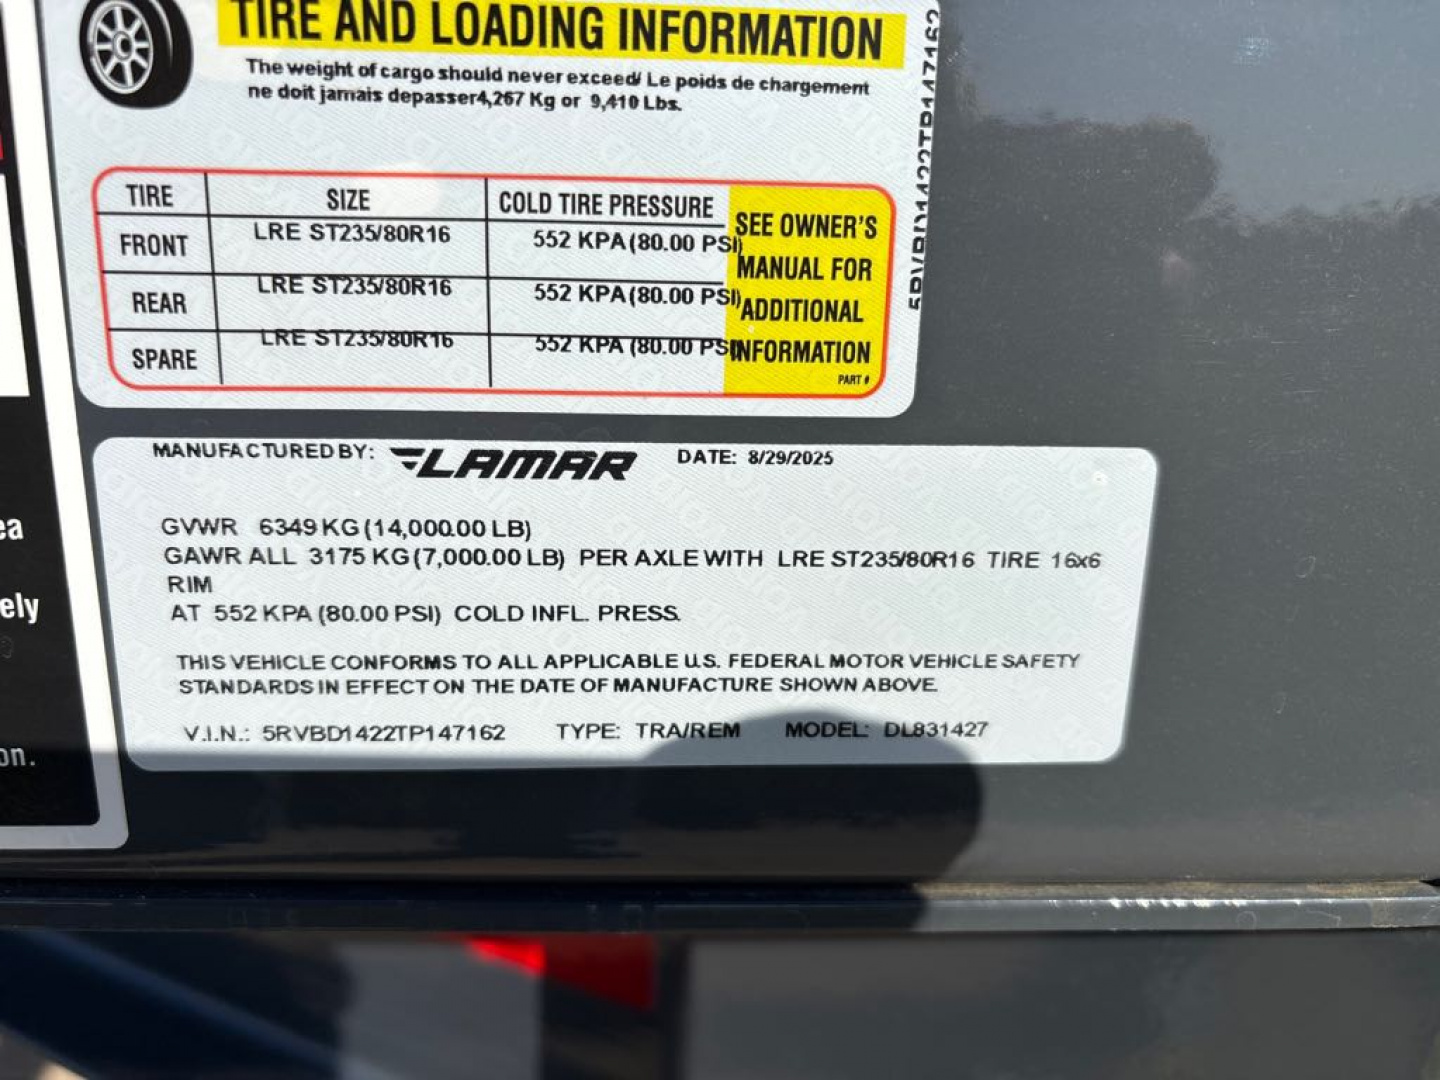 TIRE AND LOADING INFORMATION
The weight of cargo should never exceed/ Le poids de chargement
ne doit jamais depasser4,267 Kg or 9,410 Lbs.
TIRE SIZE COLD TIRE PRESSURE
FRONT LRE ST235/80R16 552 KPA(80.00 PSI)
REAR LRE ST235/80R16 552 KPA(80.00 PSI)
SPARE LRE ST235/80R16 552 KPA (80.00 PSI)
SEE OWNER'S
MANUAL FOR
ADDITIONAL
INFORMATION
PART #
5RVBD1422TP147162
MANUFACTURED BY: LAMAR DATE: 8/29/2025
GVWR 6349 KG (14,000.00 LB)
GAWR ALL 3175 KG (7,000.00 LB) PER AXLE WITH LRE ST235/80R16 TIRE 16x6
RIM
AT 552 KPA (80.00 PSI) COLD INFL. PRESS.
THIS VEHICLE CONFORMS TO ALL APPLICABLE U.S. FEDERAL MOTOR VEHICLE SAFETY
STANDARDS IN EFFECT ON THE DATE OF MANUFACTURE SHOWN ABOVE.
V.I.N.: 5RVBD1422TP147162 TYPE: TRA/REM MODEL: DL831427
ea
ely
on.